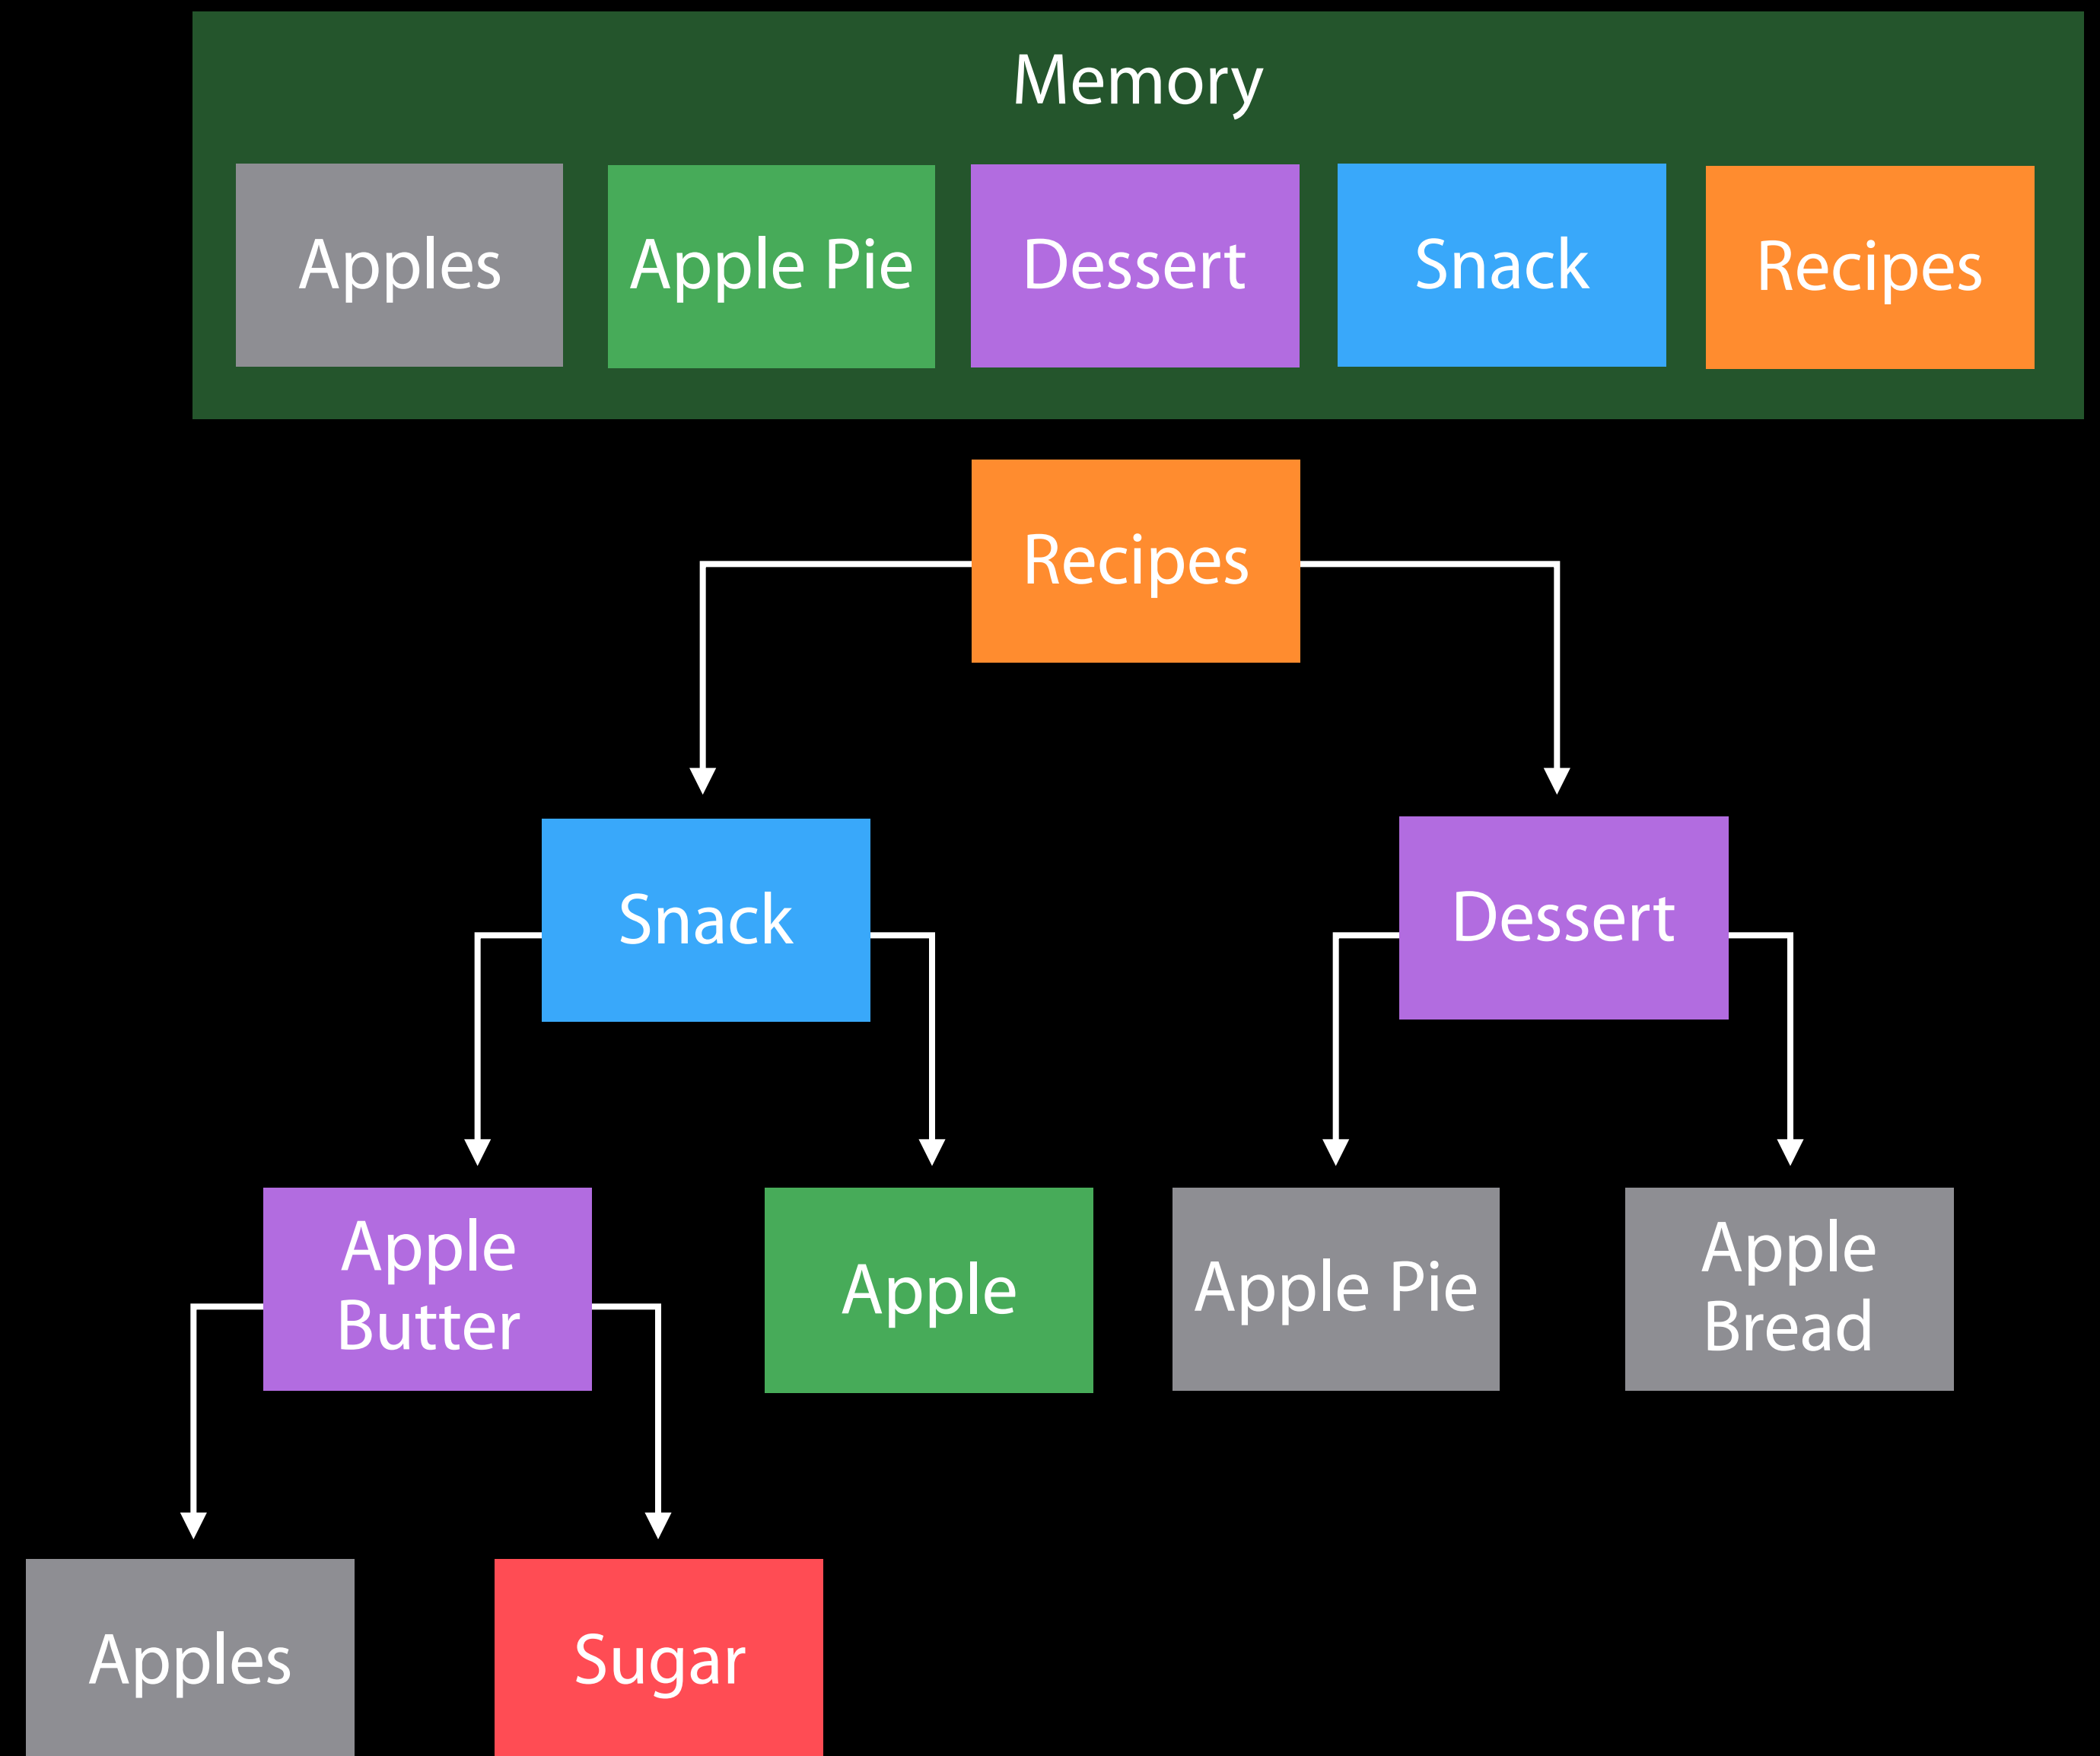 Memory
Apples
Apple Pie
Dessert
Snack
Recipes
Recipes
Snack
Dessert
Apple
Butter
Apple
Apple Pie
Apple
Bread
Apples
Sugar